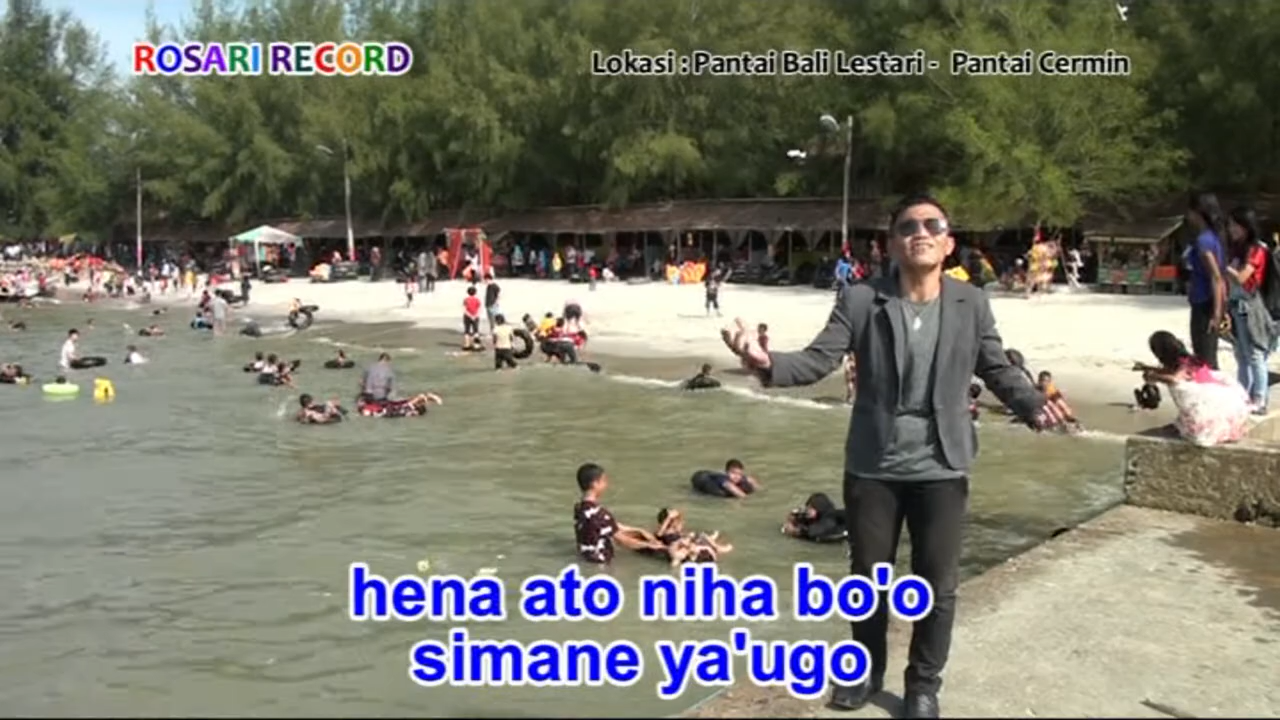 ROSARI RECORD
Lokasi : Pantai Bali Lestari - Pantai Cermin
hena ato niha bo'o
simane ya'ugo